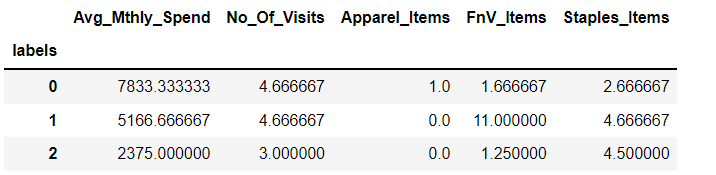 Avg_Mthly_Spend No_Of_Visits Apparel_Items FnV_Items Staples_Items
labels
0 7833.333333 4.666667 1.0 1.666667 2.666667
1 5166.666667 4.666667 0.0 11.000000 4.666667
2 2375.000000 3.000000 0.0 1.250000 4.500000